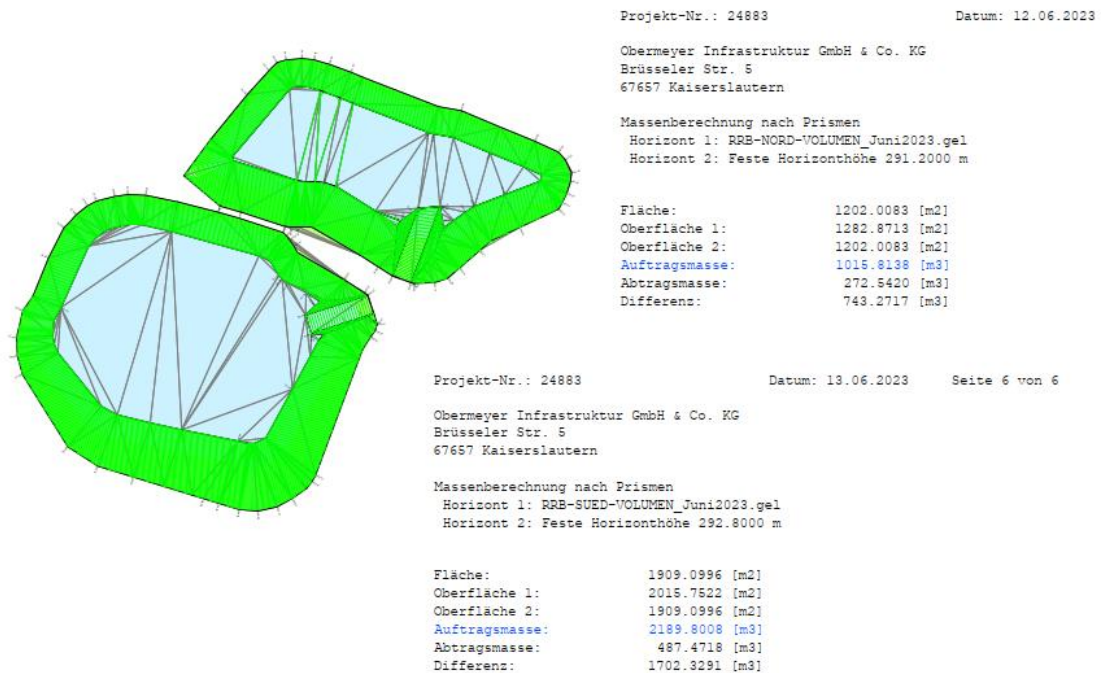 Projekt-Nr.: 24883 Datum: 12.06.2023
Obermeyer Infrastruktur GmbH & Co. KG
Brüsseler Str. 5
67657 Kaiserslautern
Massenberechnung nach Prismen
Horizont 1: RRB-NORD-VOLUMEN_Juni2023.gel
Horizont 2: Feste Horizonthöhe 291.2000 m
Fläche: 1202.0083 [m2]
Oberfläche 1: 1282.8713 [m2]
Oberfläche 2: 1202.0083 [m2]
Auftragsmasse: 1015.8138 [m3]
Abtragsmasse: 272.5420 [m3]
Differenz: 743.2717 [m3]
Projekt-Nr.: 24883 Datum: 13.06.2023 Seite 6 von 6
Obermeyer Infrastruktur GmbH & Co. KG
Brüsseler Str. 5
67657 Kaiserslautern
Massenberechnung nach Prismen
Horizont 1: RRB-SUED-VOLUMEN_Juni2023.gel
Horizont 2: Feste Horizonthöhe 292.8000 m
Fläche: 1909.0996 [m2]
Oberfläche 1: 2015.7522 [m2]
Oberfläche 2: 1909.0996 [m2]
Auftragsmasse: 2189.8008 [m3]
Abtragsmasse: 487.4718 [m3]
Differenz: 1702.3291 [m3]